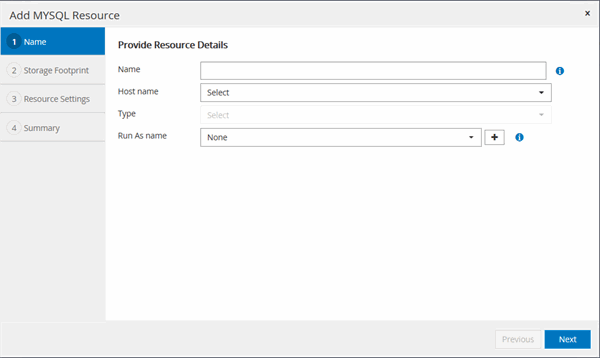 Add MYSQL Resource x
1 Name
2 Storage Footprint
3 Resource Settings
4 Summary
Provide Resource Details
Name
Host name Select
Type Select
Run As name None +
Previous Next